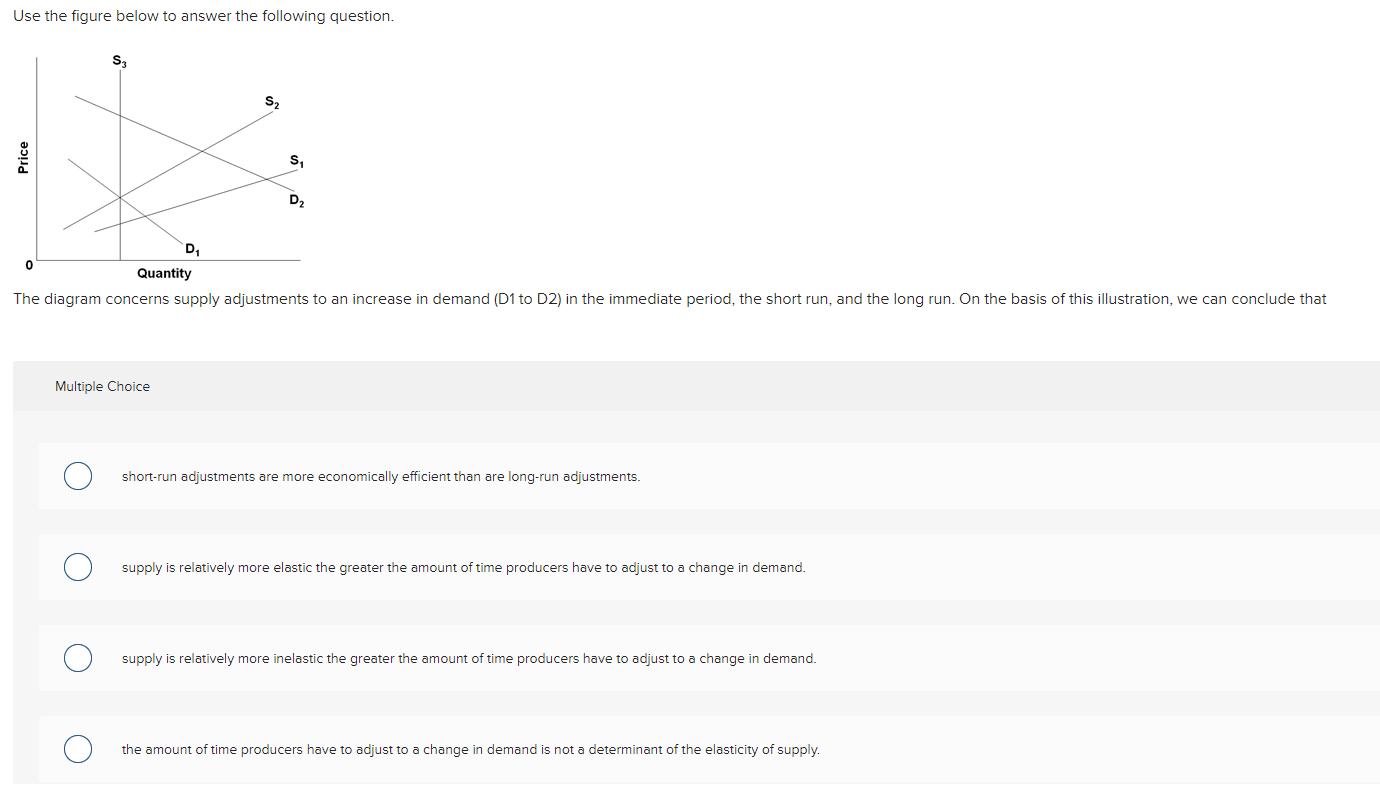 Use the figure below to answer the following question.
S₃
S₂
Price
S₁
D₂
D₁
0
Quantity
The diagram concerns supply adjustments to an increase in demand (D1 to D2) in the immediate period, the short run, and the long run. On the basis of this illustration, we can conclude that
Multiple Choice
short-run adjustments are more economically efficient than are long-run adjustments.
supply is relatively more elastic the greater the amount of time producers have to adjust to a change in demand.
supply is relatively more inelastic the greater the amount of time producers have to adjust to a change in demand.
the amount of time producers have to adjust to a change in demand is not a determinant of the elasticity of supply.